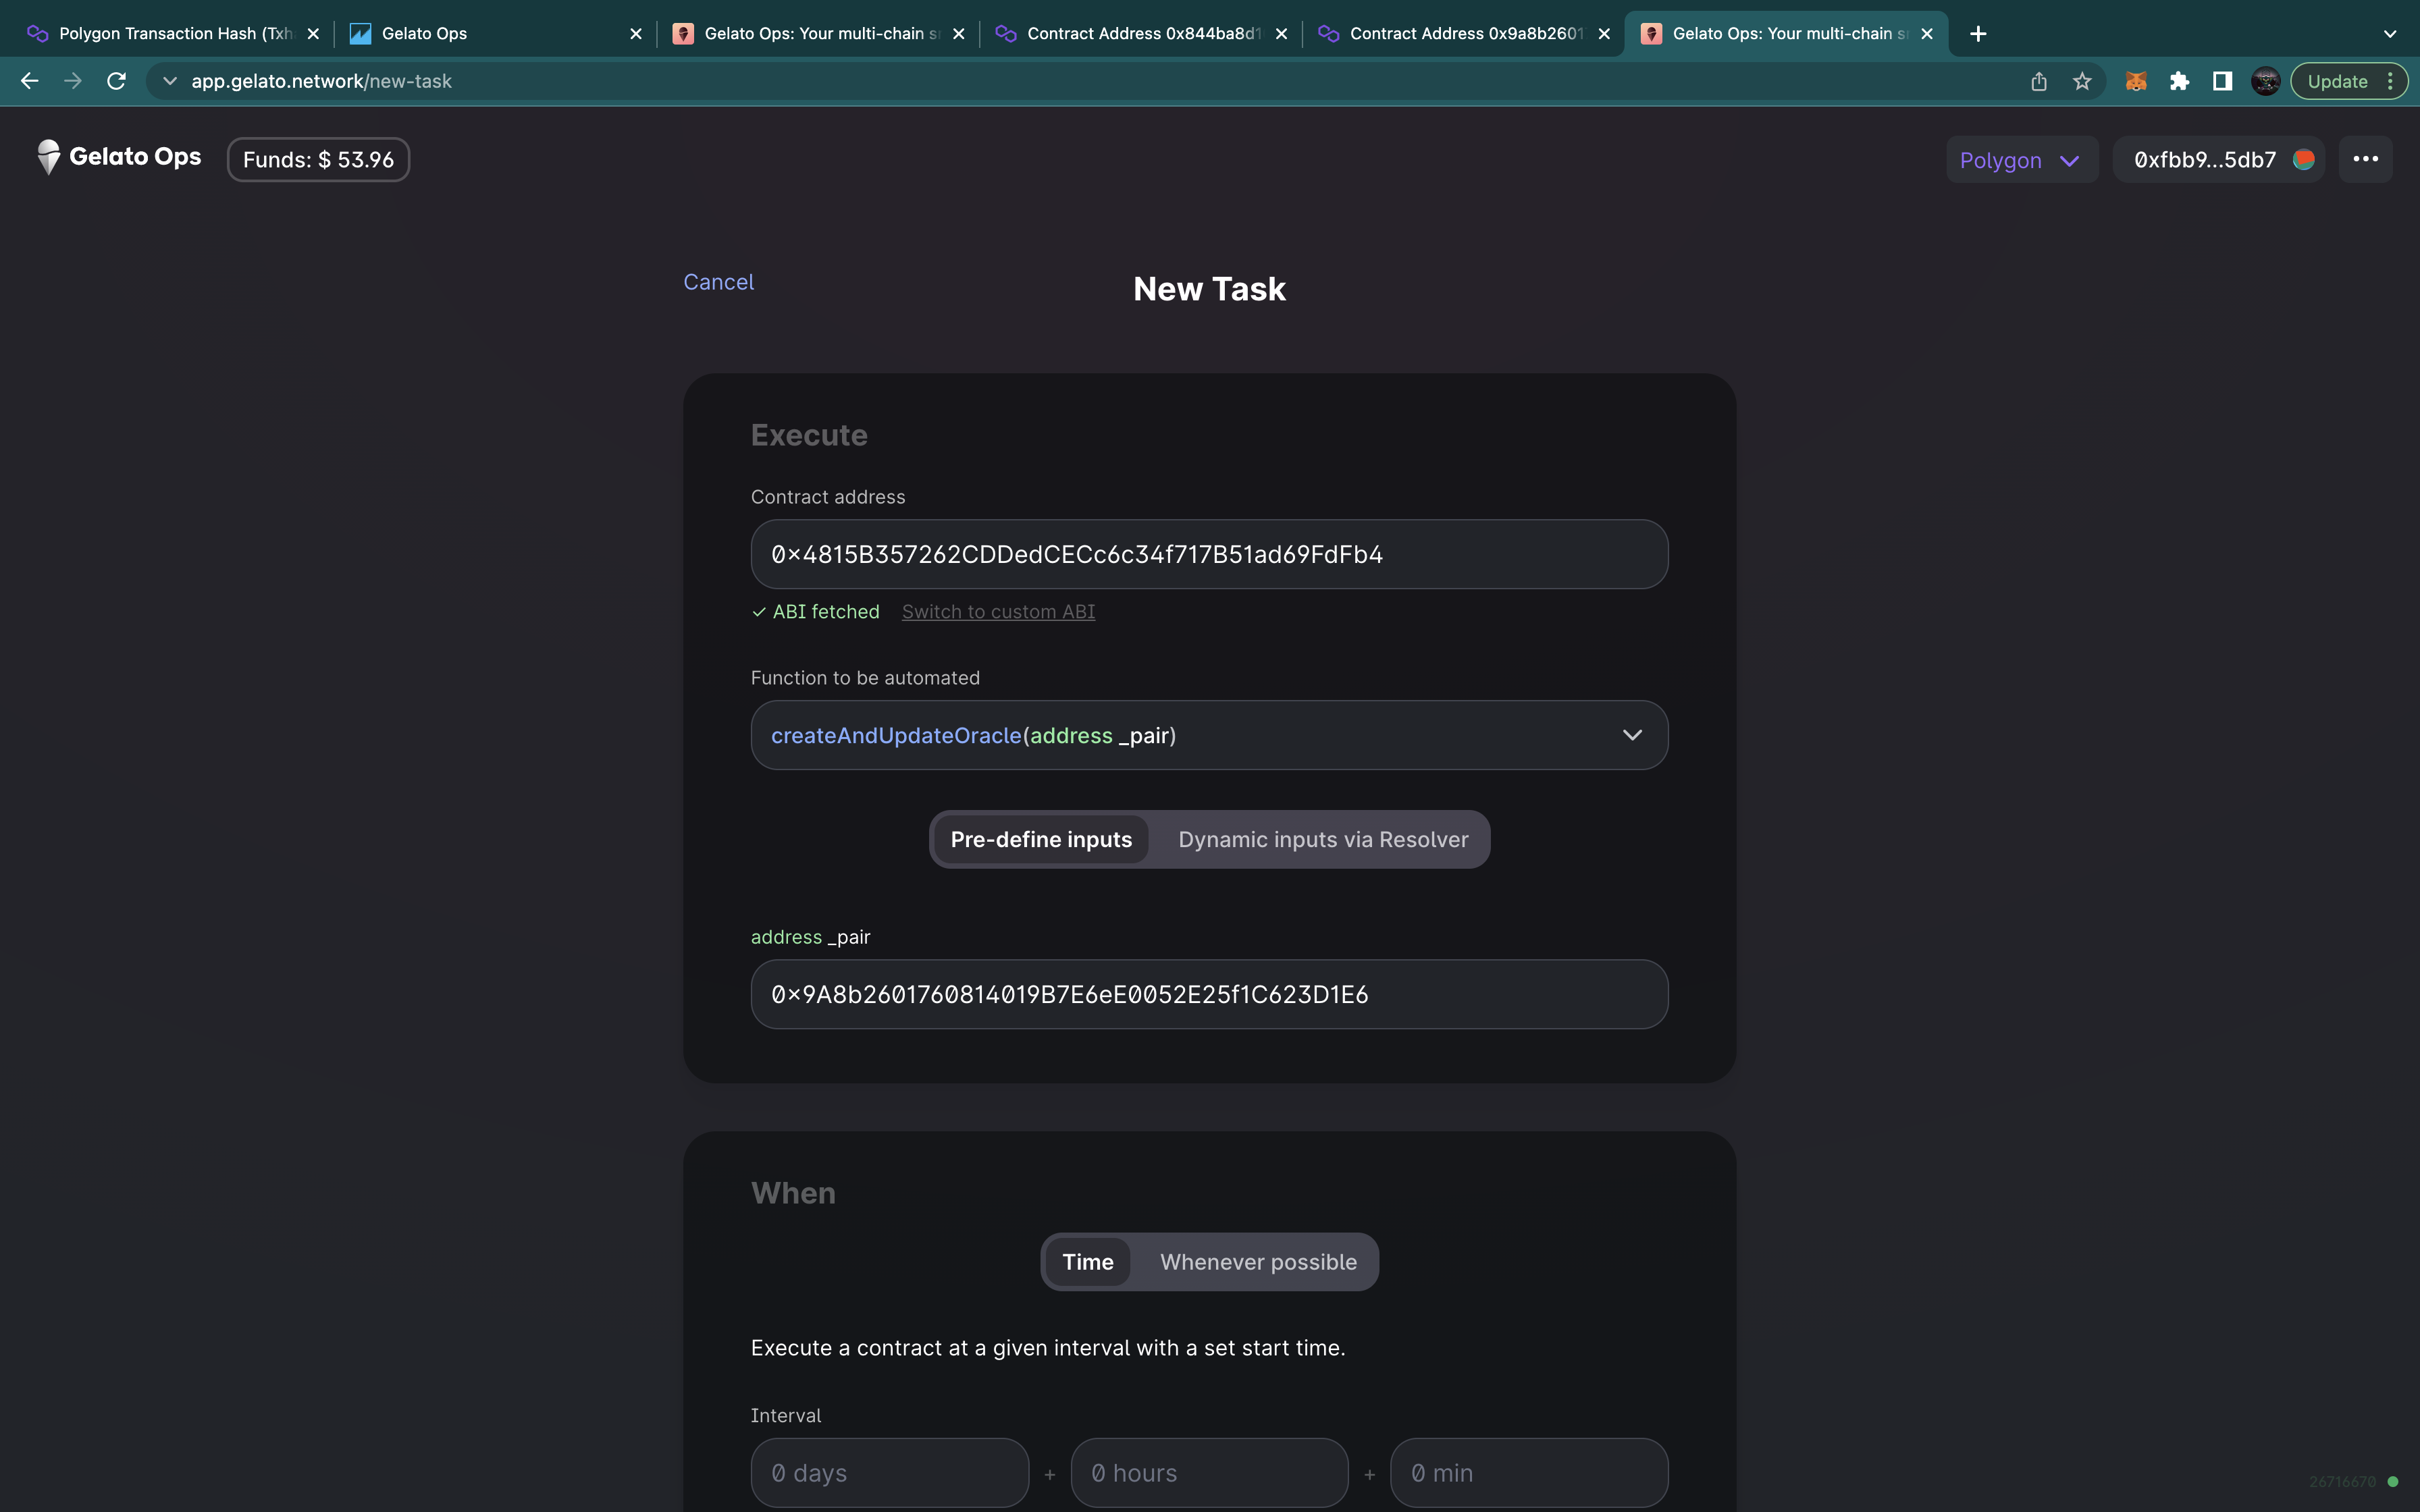 Polygon Transaction Hash (Txh
Gelato Ops
Gelato Ops: Your multi-chain s
Contract Address 0x844ba8d1
Contract Address 0x9a8b2601
Gelato Ops: Your multi-chain s
app.gelato.network/new-task
Update
Gelato Ops
Funds: $ 53.96
Polygon
0xfbb9...5db7
Cancel
New Task
Execute
Contract address
0x4815B357262CDDedCECc6c34f717B51ad69FdFb4
ABI fetched
Switch to custom ABI
Function to be automated
createAndUpdateOracle(address _pair)
Pre-define inputs
Dynamic inputs via Resolver
address _pair
0x9A8b2601760814019B7E6eE0052E25f1C623D1E6
When
Time
Whenever possible
Execute a contract at a given interval with a set start time.
Interval
0 days
+
0 hours
+
0 min
26716670